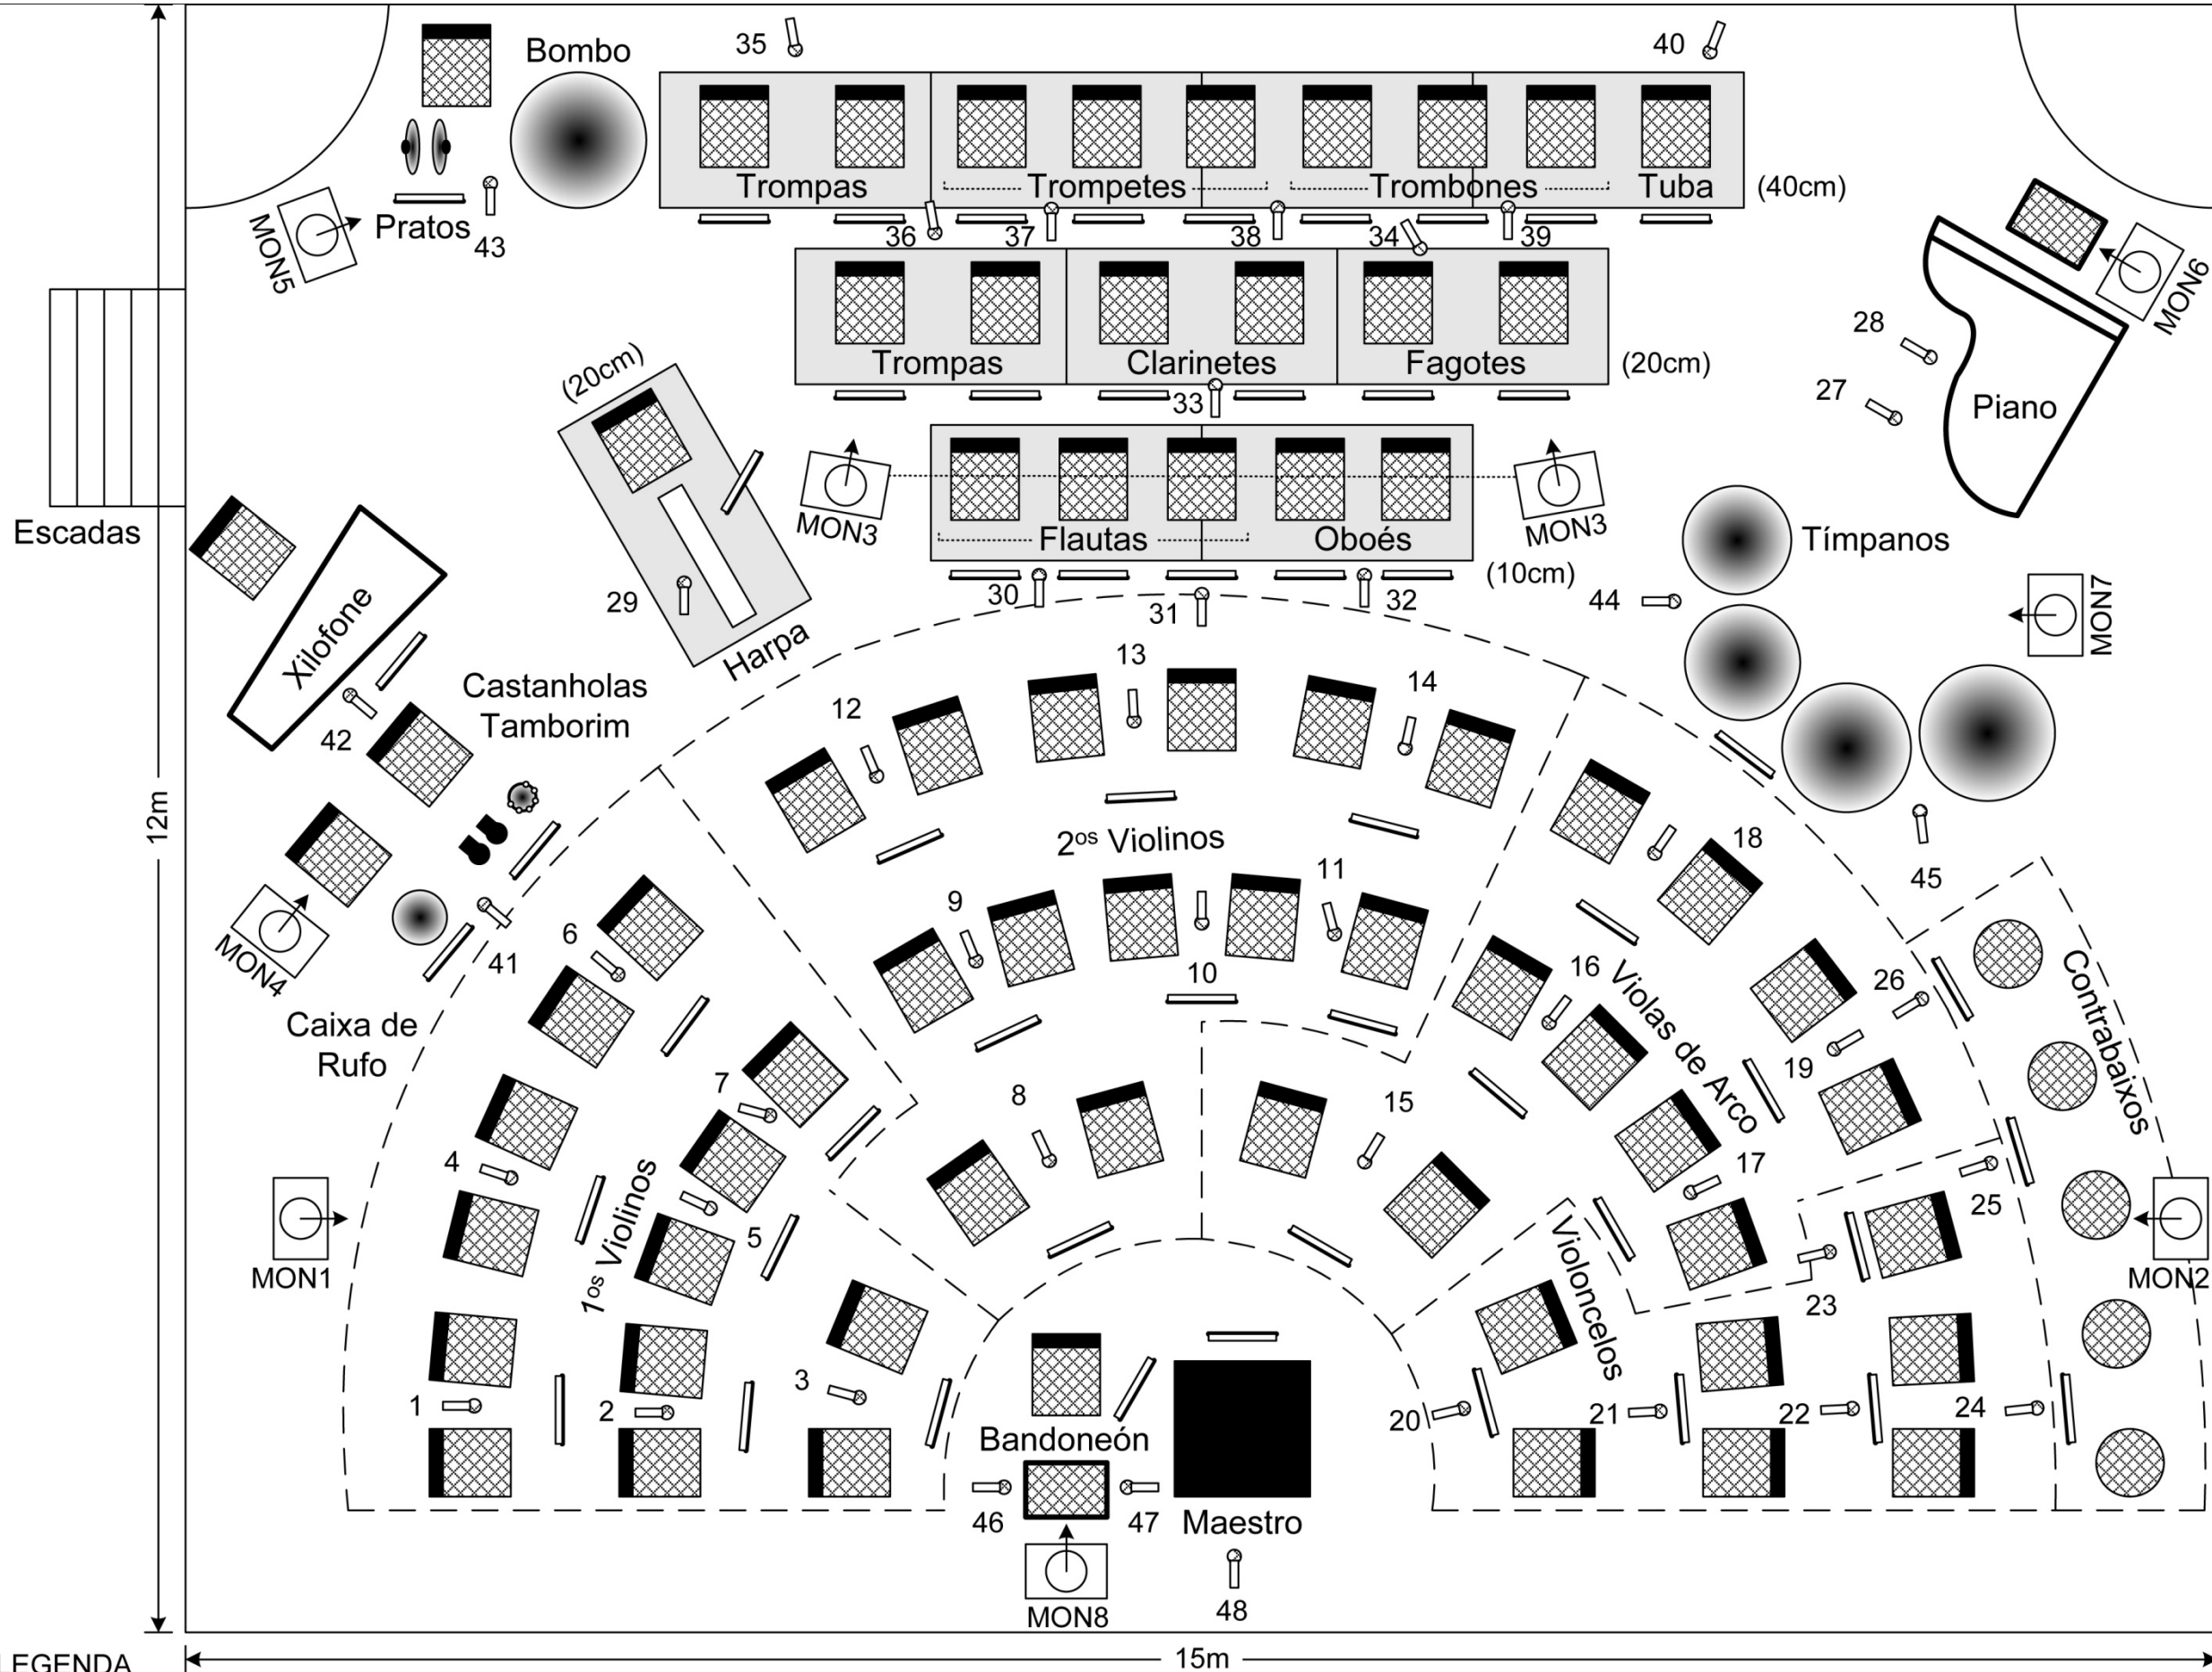 35
40
Bombo
Trompas
Trompetes
Trombones
Tuba
(40cm)
Pratos
43
MON5
36
37
38
34
39
MON6
28
27
Piano
Trompas
Clarinetes
Fagotes
(20cm)
(20cm)
33
Escadas
MON3
Flautas
Oboés
MON3
(10cm)
Tímpanos
29
Harpa
30
31
32
44
MON7
Xilofone
42
Castanholas
Tamborim
12
13
14
2os Violinos
18
45
12m
6
41
MON4
Caixa de
Rufo
9
10
11
16
Violas de Arco
26
Contrabaixos
19
7
8
15
4
17
25
1os Violinos
5
MON1
Violoncelos
23
MON2
3
1
2
20
21
22
24
Bandoneón
46
47
Maestro
MON8
48
LEGENDA
15m